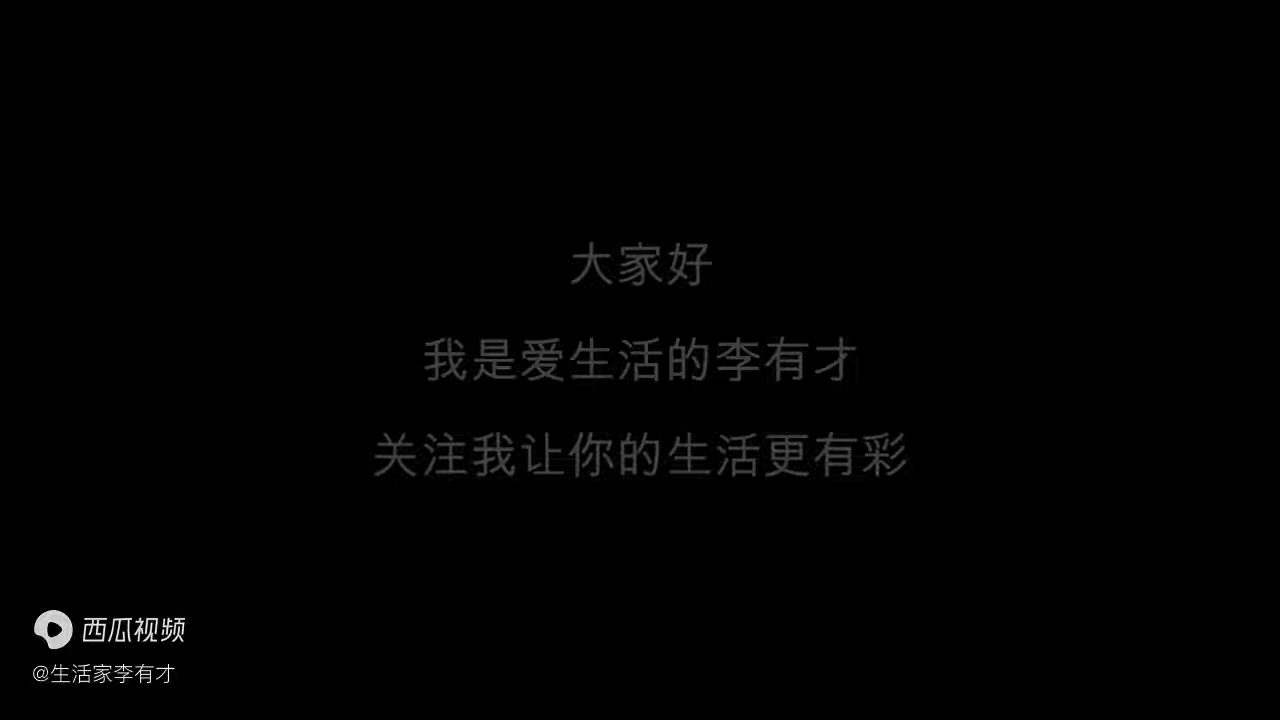 大家好
我是爱生活的李有才
关注我让你的生活更有彩
西瓜视频
@生活家李有才